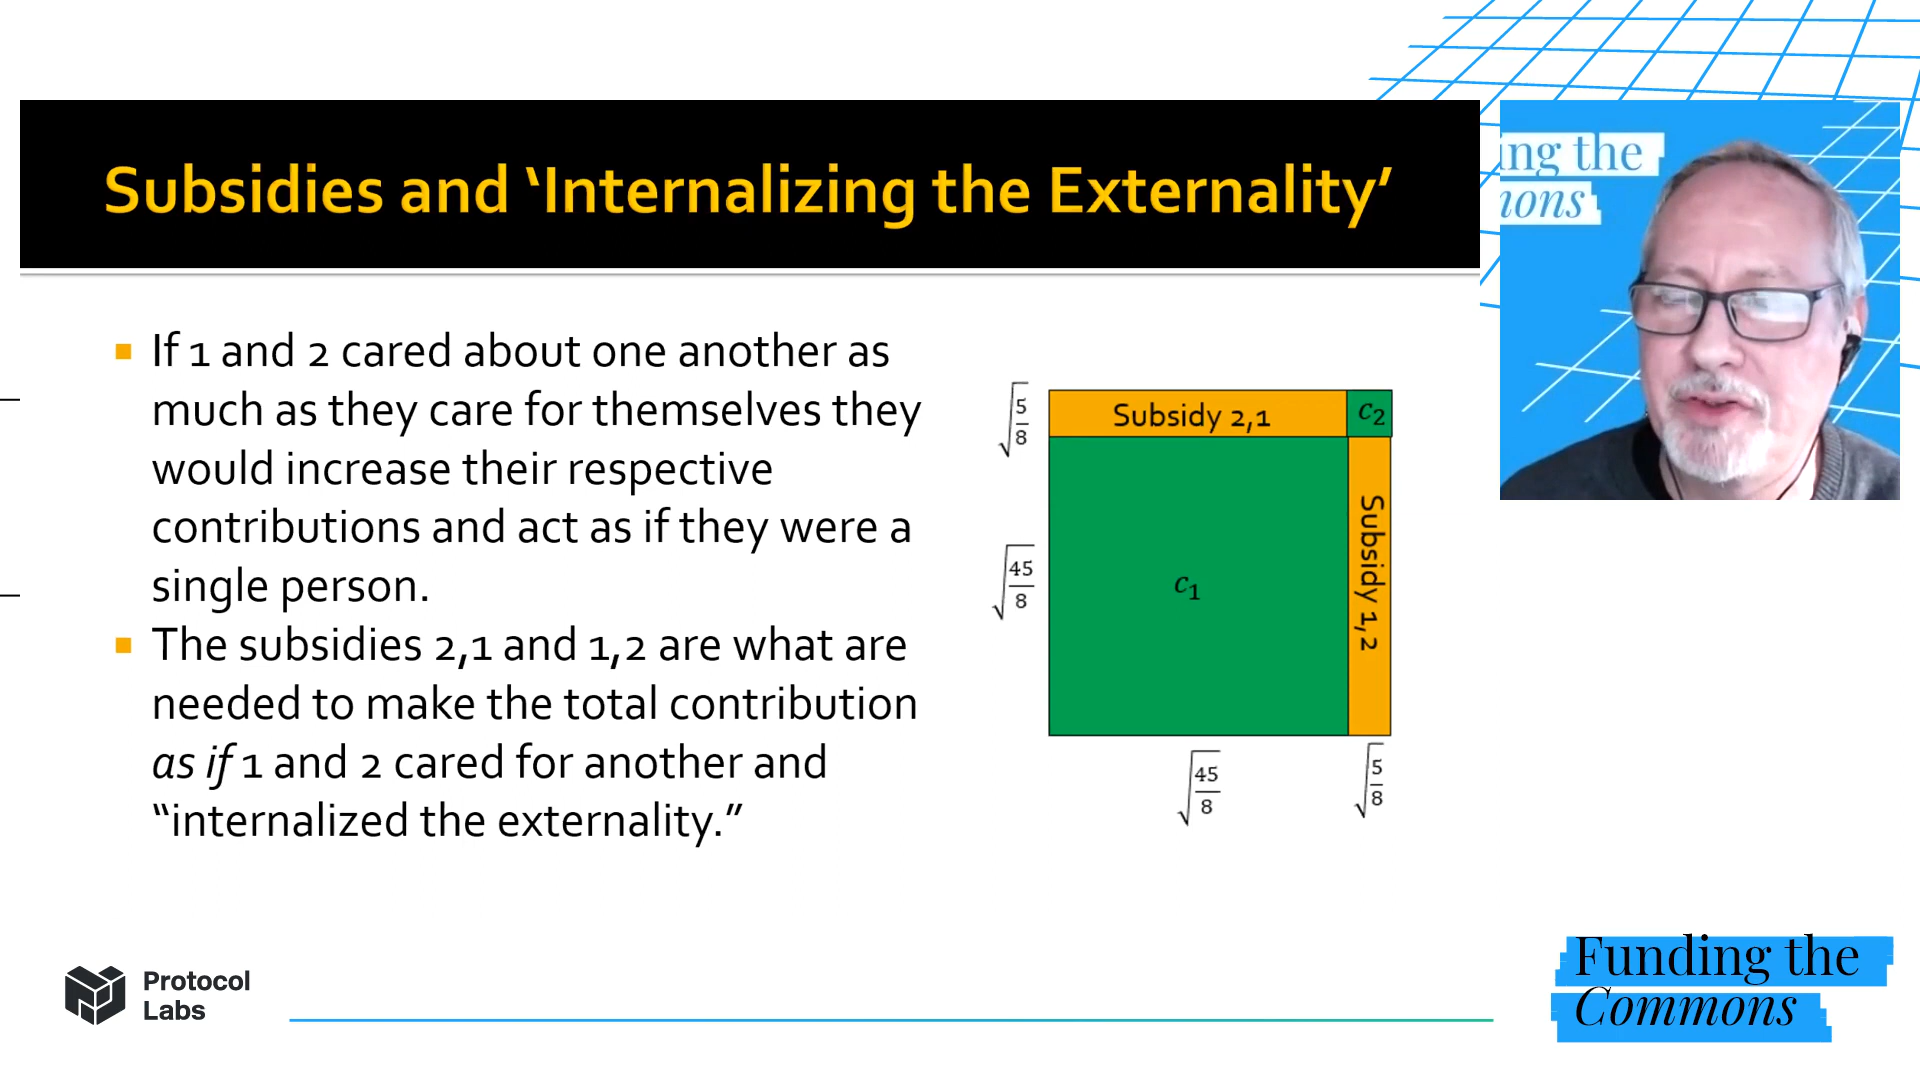 Subsidies and ‘Internalizing the Externality’
ing the
ions
If 1 and 2 cared about one another as
much as they care for themselves they
would increase their respective
contributions and act as if they were a
single person.
The subsidies 2,1 and 1,2 are what are
needed to make the total contribution
as if 1 and 2 cared for another and
“internalized the externality.”
√5/8
Subsidy 2,1
c₂
√45/8
c₁
Subsidy 1,2
√45/8
√5/8
Protocol
Labs
Funding the
Commons